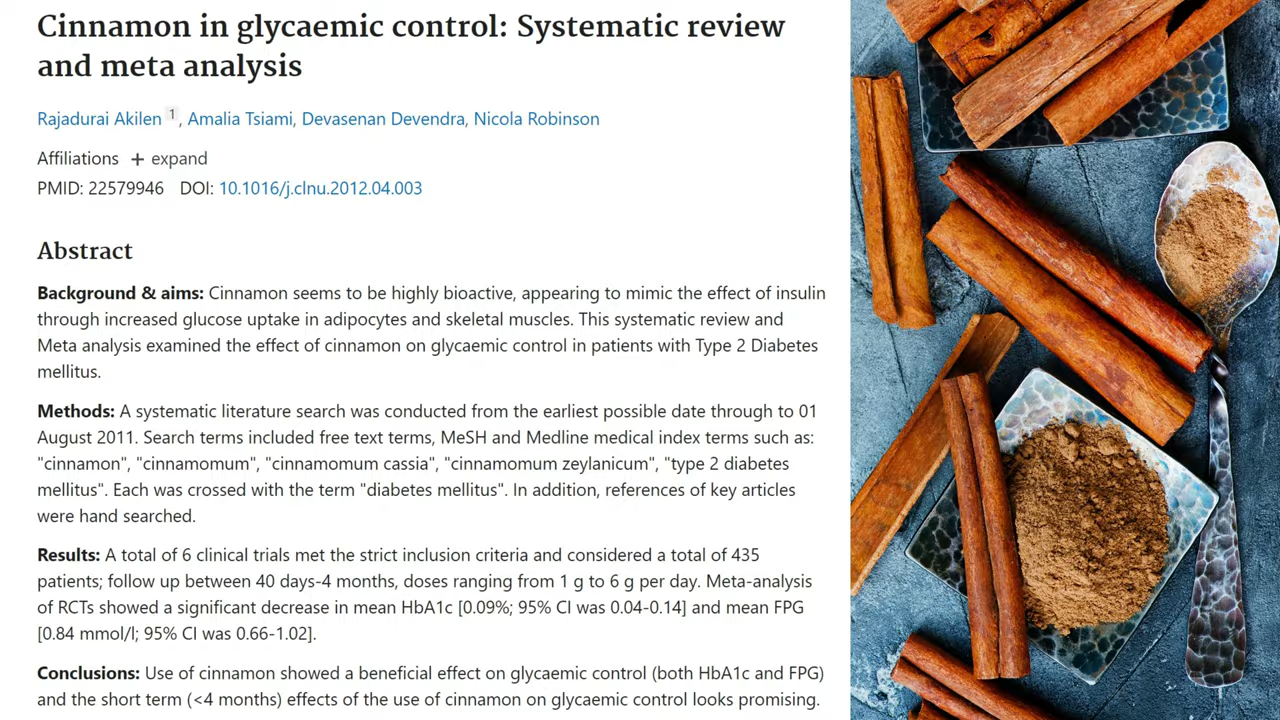 Cinnamon in glycaemic control: Systematic review
and meta analysis
Rajadurai Akilen 1, Amalia Tsiami, Devasenan Devendra, Nicola Robinson
Affiliations + expand
PMID: 22579946 DOI: 10.1016/j.clnu.2012.04.003
Abstract
Background & aims: Cinnamon seems to be highly bioactive, appearing to mimic the effect of insulin
through increased glucose uptake in adipocytes and skeletal muscles. This systematic review and
Meta analysis examined the effect of cinnamon on glycaemic control in patients with Type 2 Diabetes
mellitus.
Methods: A systematic literature search was conducted from the earliest possible date through to 01
August 2011. Search terms included free text terms, MeSH and Medline medical index terms such as:
"cinnamon", "cinnamomum", "cinnamomum cassia", "cinnamomum zeylanicum", "type 2 diabetes
mellitus". Each was crossed with the term "diabetes mellitus". In addition, references of key articles
were hand searched.
Results: A total of 6 clinical trials met the strict inclusion criteria and considered a total of 435
patients; follow up between 40 days-4 months, doses ranging from 1 g to 6 g per day. Meta-analysis
of RCTs showed a significant decrease in mean HbA1c [0.09%; 95% CI was 0.04-0.14] and mean FPG
[0.84 mmol/l; 95% CI was 0.66-1.02].
Conclusions: Use of cinnamon showed a beneficial effect on glycaemic control (both HbA1c and FPG)
and the short term (<4 months) effects of the use of cinnamon on glycaemic control looks promising.